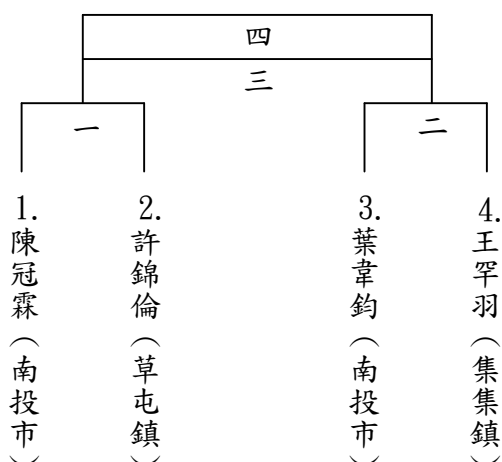 四
三
一
二
1.
陳冠霖(南投市)
2.
許錦倫(草屯鎮)
3.
葉韋鈞(南投市)
4.
王罕羽(集集鎮)